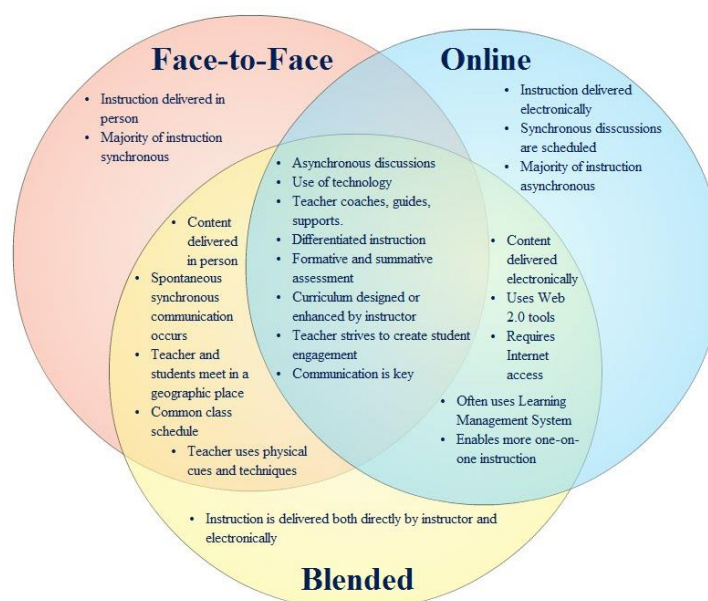 Face-to-Face
• Instruction delivered in
person
• Majority of instruction
synchronous
Online
• Instruction delivered
electronically
• Synchronous disscussions
are scheduled
• Majority of instruction
asynchronous
• Asynchronous discussions
• Use of technology
• Teacher coaches, guides,
supports.
• Differentiated instruction
• Formative and summative
assessment
• Curriculum designed or
enhanced by instructor
• Teacher strives to create student
engagement
• Communication is key
• Content
delivered
in person
• Spontaneous
synchronous
communication
occurs
• Teacher and
students meet in a
geographic place
• Common class
schedule
• Teacher uses physical
cues and techniques
• Content
delivered
electronically
• Uses Web
2.0 tools
• Requires
Internet
access
• Often uses Learning
Management System
• Enables more one-on-
one instruction
• Instruction is delivered both directly by instructor and
electronically
Blended